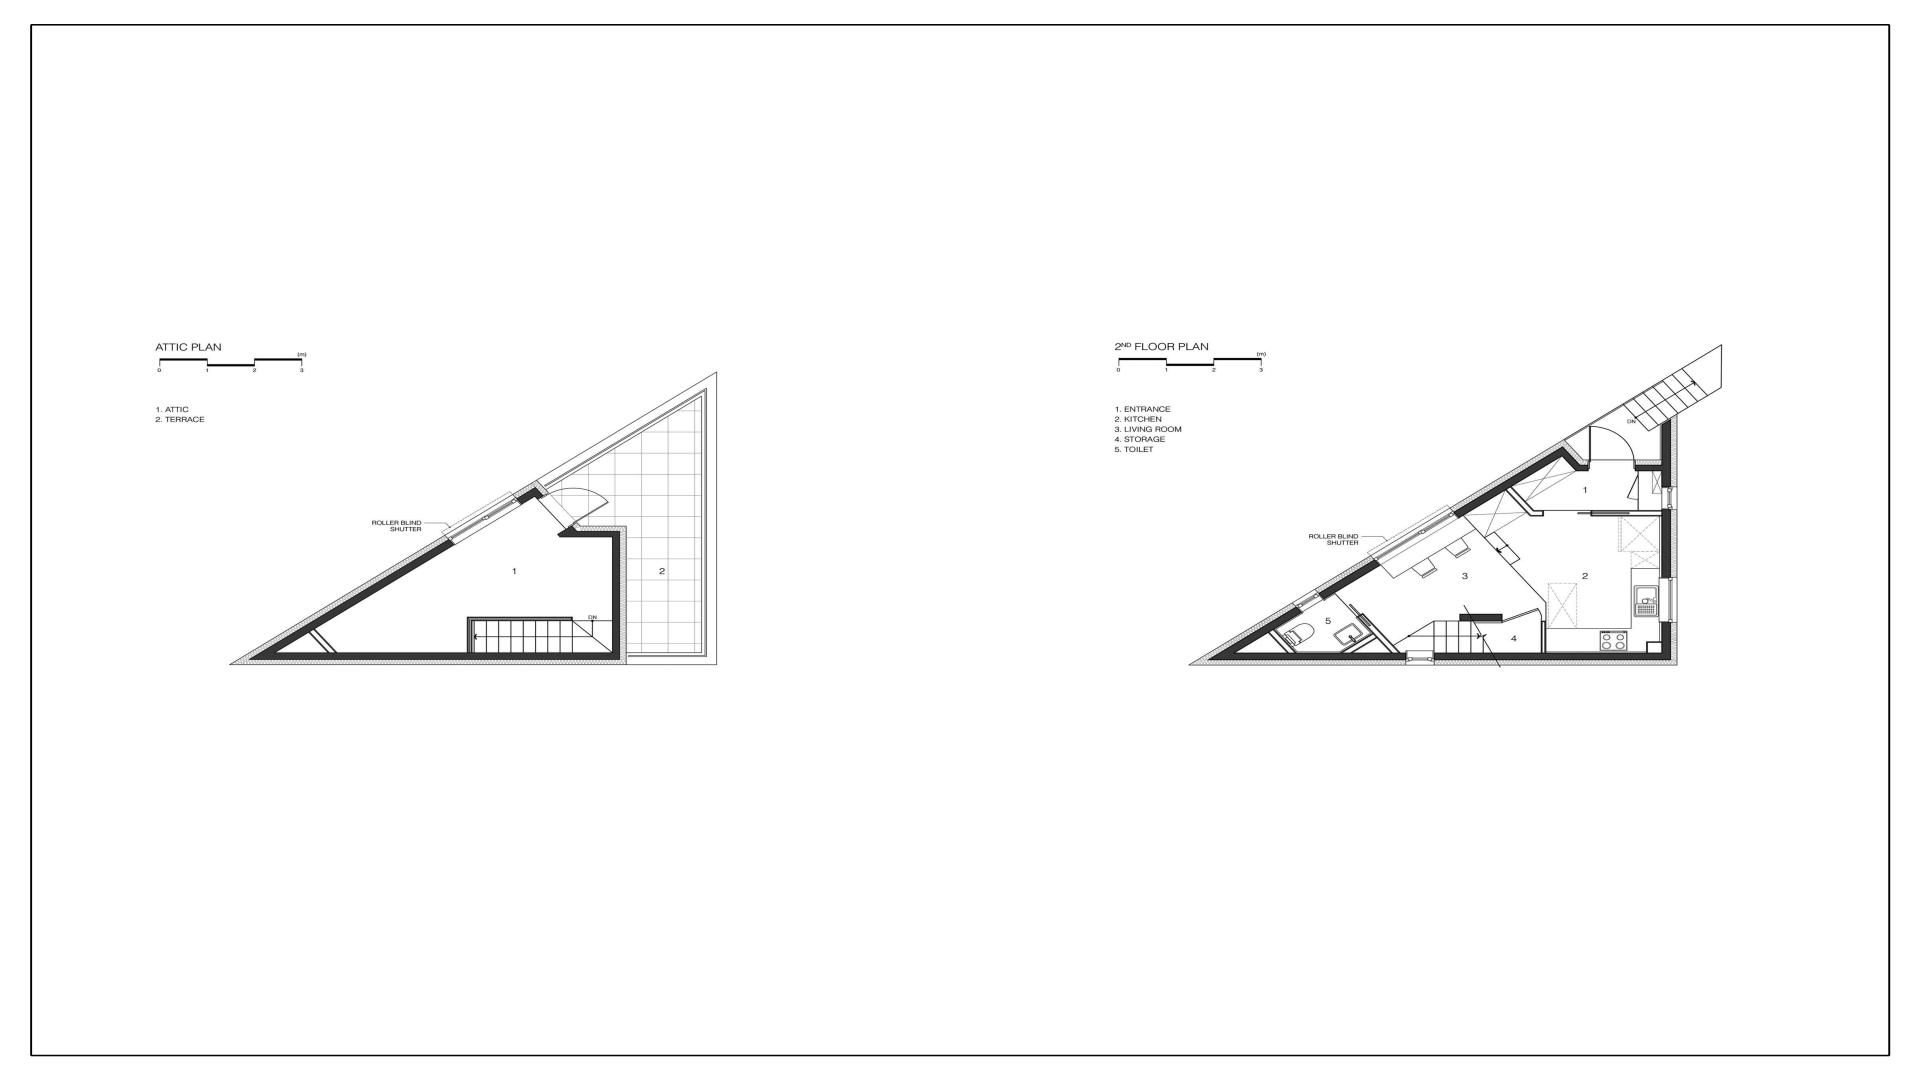 ATTIC PLAN
(m)
0 1 2 3
1. ATTIC
2. TERRACE
ROLLER BLIND
SHUTTER
1
2
DN
2ND FLOOR PLAN
(m)
0 1 2 3
1. ENTRANCE
2. KITCHEN
3. LIVING ROOM
4. STORAGE
5. TOILET
DN
1
ROLLER BLIND
SHUTTER
3
2
5
4